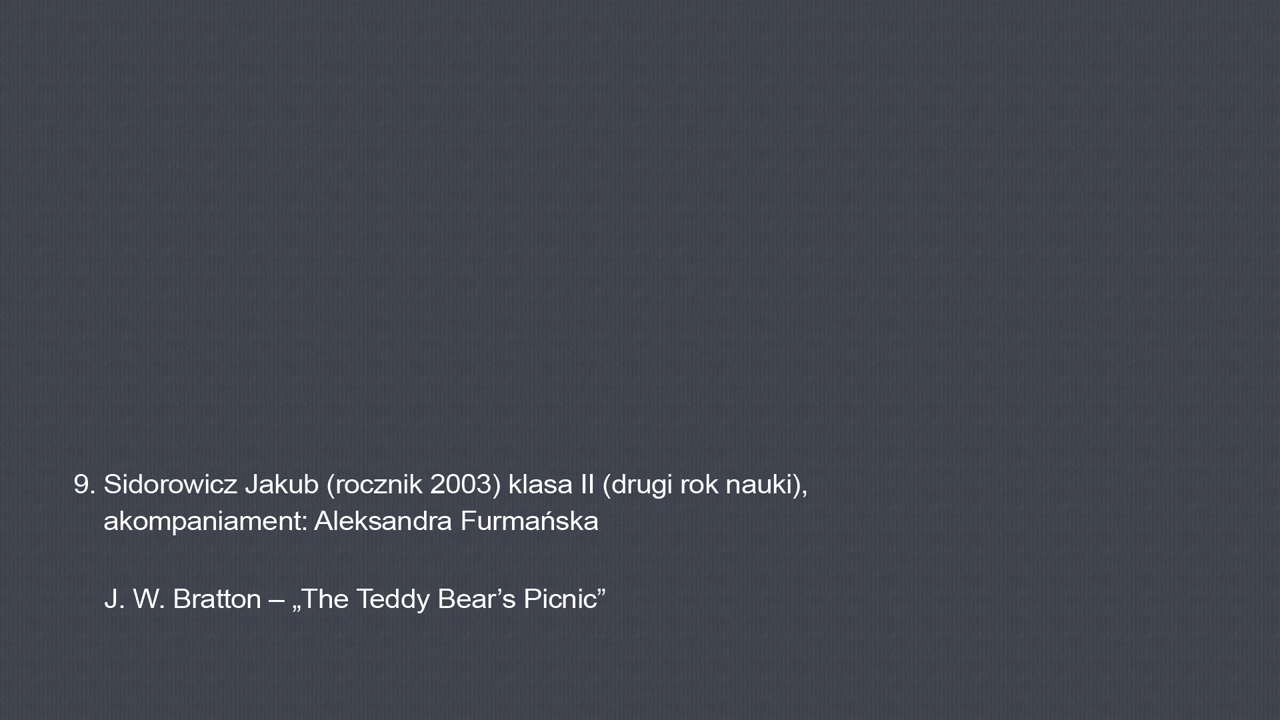 9. Sidorowicz Jakub (rocznik 2003) klasa II (drugi rok nauki),
akompaniament: Aleksandra Furmańska
J. W. Bratton – „The Teddy Bear’s Picnic”